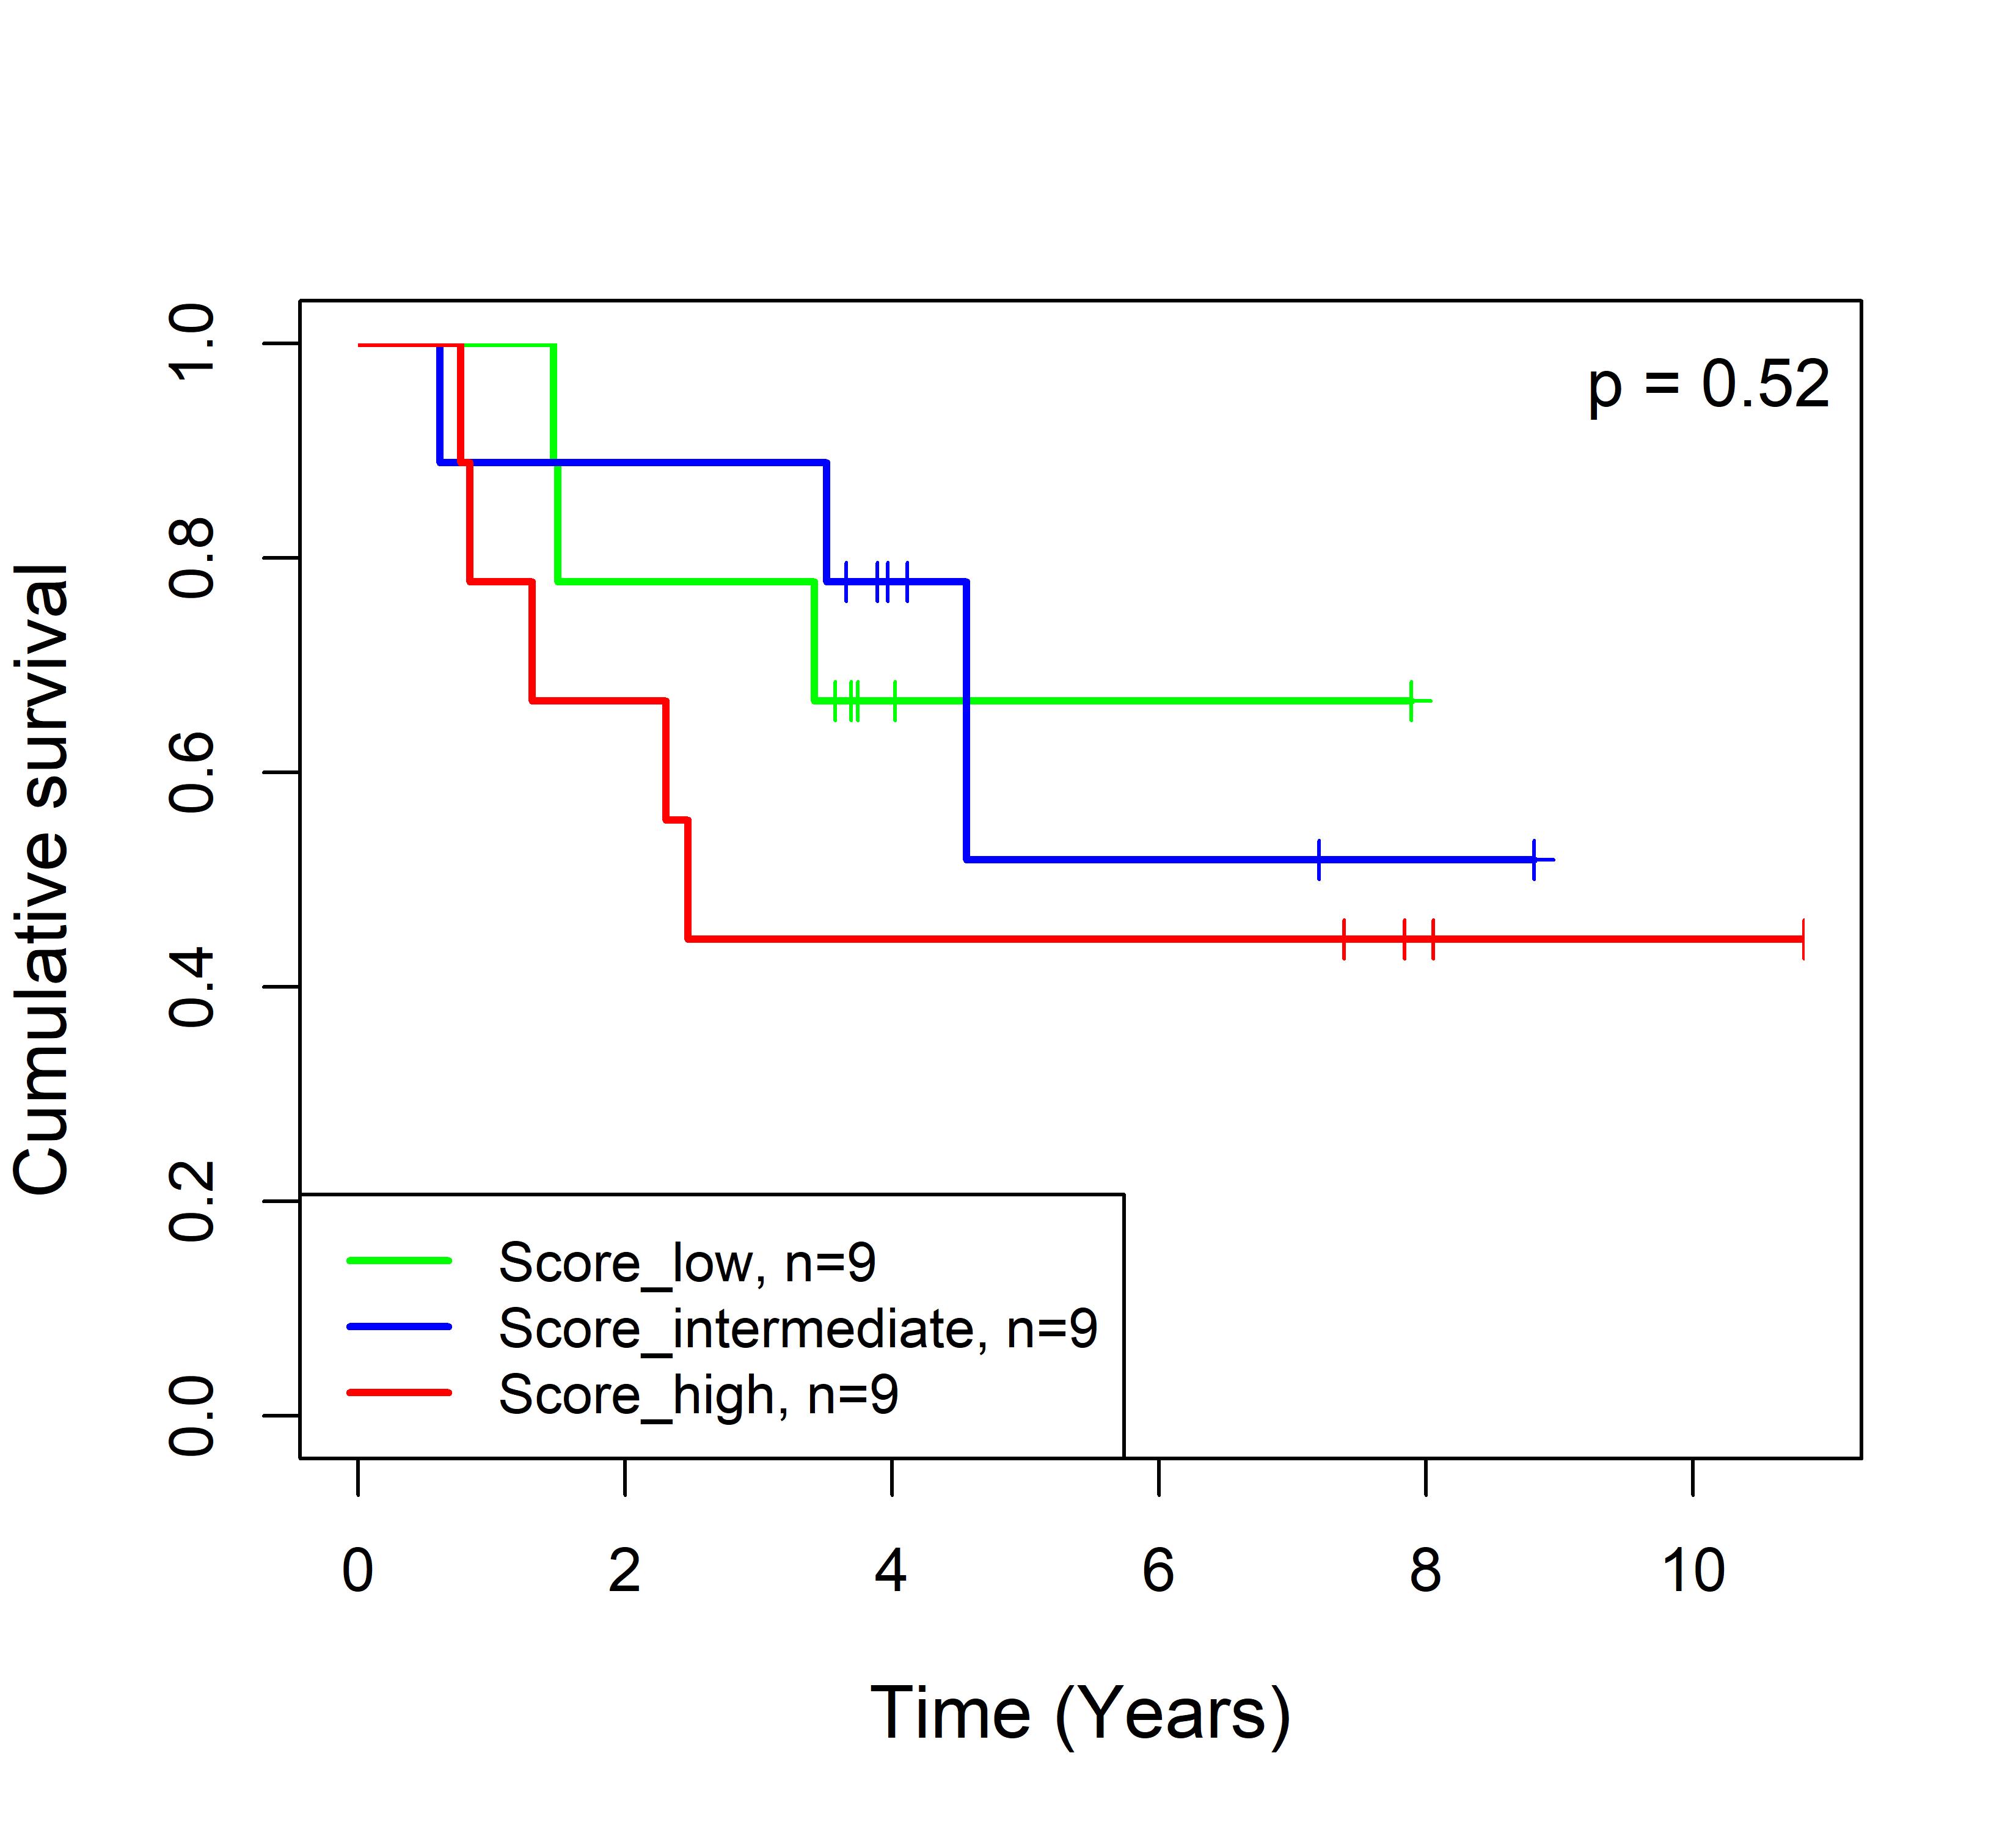 p = 0.52
Cumulative survival
1.0
0.8
0.6
0.4
0.2
0.0
Score_low, n=9
Score_intermediate, n=9
Score_high, n=9
0 2 4 6 8 10
Time (Years)